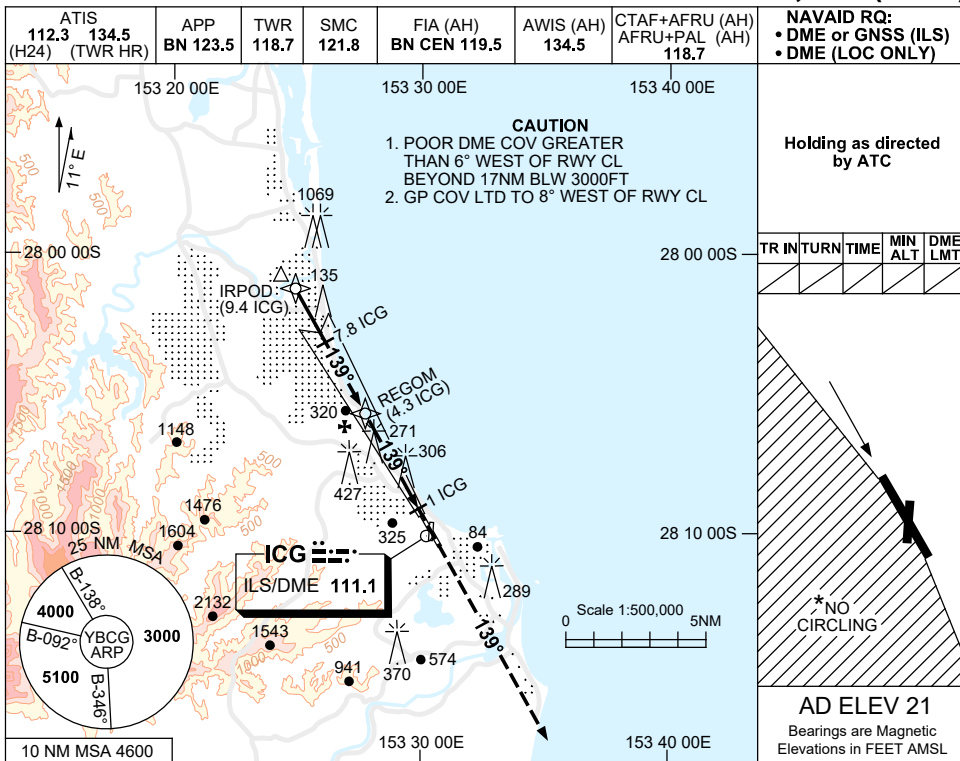 ATIS
112.3 134.5
(H24) (TWR HR)
APP
BN 123.5
TWR
118.7
SMC
121.8
FIA (AH)
BN CEN 119.5
AWIS (AH)
134.5
CTAF+AFRU (AH)
AFRU+PAL (AH)
118.7
NAVAID RQ:
• DME or GNSS (ILS)
• DME (LOC ONLY)
153 20 00E
153 30 00E
153 40 00E
11° E
CAUTION
1. POOR DME COV GREATER
THAN 6° WEST OF RWY CL
BEYOND 17NM BLW 3000FT
2. GP COV LTD TO 8° WEST OF RWY CL
Holding as directed
by ATC
TR IN TURN TIME MIN ALT DME LMT
500
500
1069
28 00 00S
28 00 00S
135
IRPOD
(9.4 ICG)
7.8 ICG
139°
REGOM
(4.3 ICG)
320
271
306
139°
1148
427
500
1 ICG
1476
500
28 10 00S
28 10 00S
1604
325
84
25 NM MSA
ICG
ILS/DME 111.1
289
B-138°
4000
B-092°
YBCG
ARP
3000
5100
B-346°
2132
1543
500
1000
941
370
574
139°
Scale 1:500,000
0 5NM
*NO
CIRCLING
AD ELEV 21
Bearings are Magnetic
Elevations in FEET AMSL
10 NM MSA 4600
153 30 00E
153 40 00E